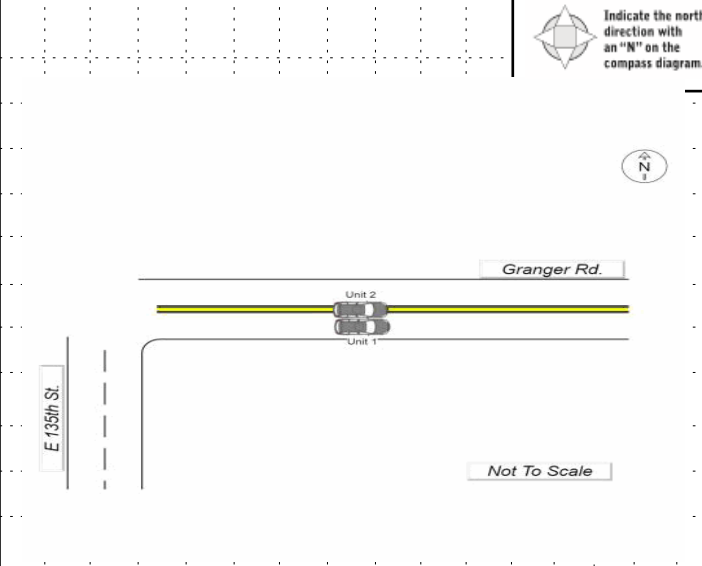 Indicate the north
direction with
an "N" on the
compass diagram.
N
Granger Rd.
Unit 2
Unit 1
E 135th St.
Not To Scale